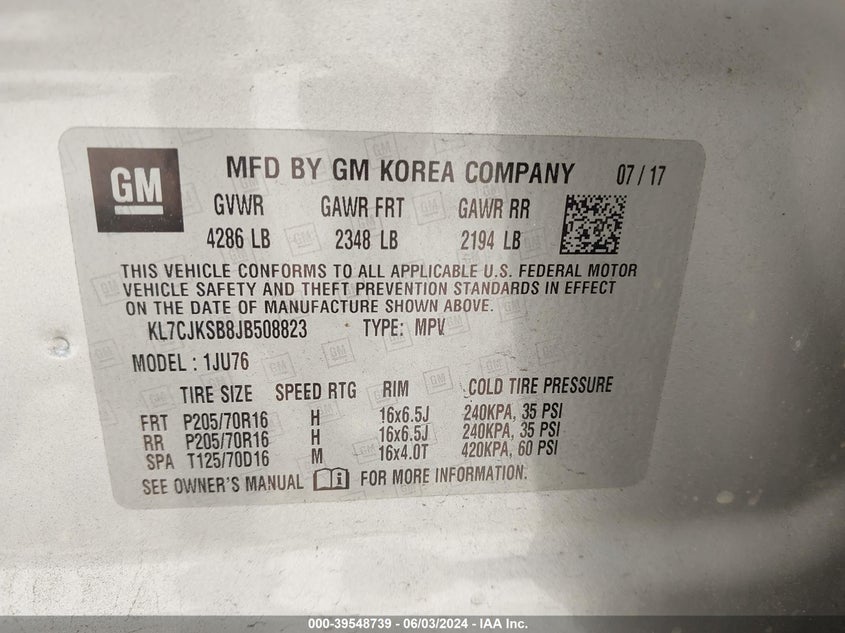 GM
MFD BY GM KOREA COMPANY 07/17
GVWR GAWR FRT GAWR RR
4286 LB 2348 LB 2194 LB
THIS VEHICLE CONFORMS TO ALL APPLICABLE U.S. FEDERAL MOTOR
VEHICLE SAFETY AND THEFT PREVENTION STANDARDS IN EFFECT
ON THE DATE OF MANUFACTURE SHOWN ABOVE.
KL7CJKSB8JB508823 TYPE: MPV
MODEL : 1JU76
TIRE SIZE SPEED RTG RIM COLD TIRE PRESSURE
FRT P205/70R16 H 16x6.5J 240KPA, 35 PSI
RR P205/70R16 H 16x6.5J 240KPA, 35 PSI
SPA T125/70D16 M 16x4.0T 420KPA, 60 PSI
SEE OWNER'S MANUAL FOR MORE INFORMATION.
000-39548739 - 06/03/2024 - IAA Inc.